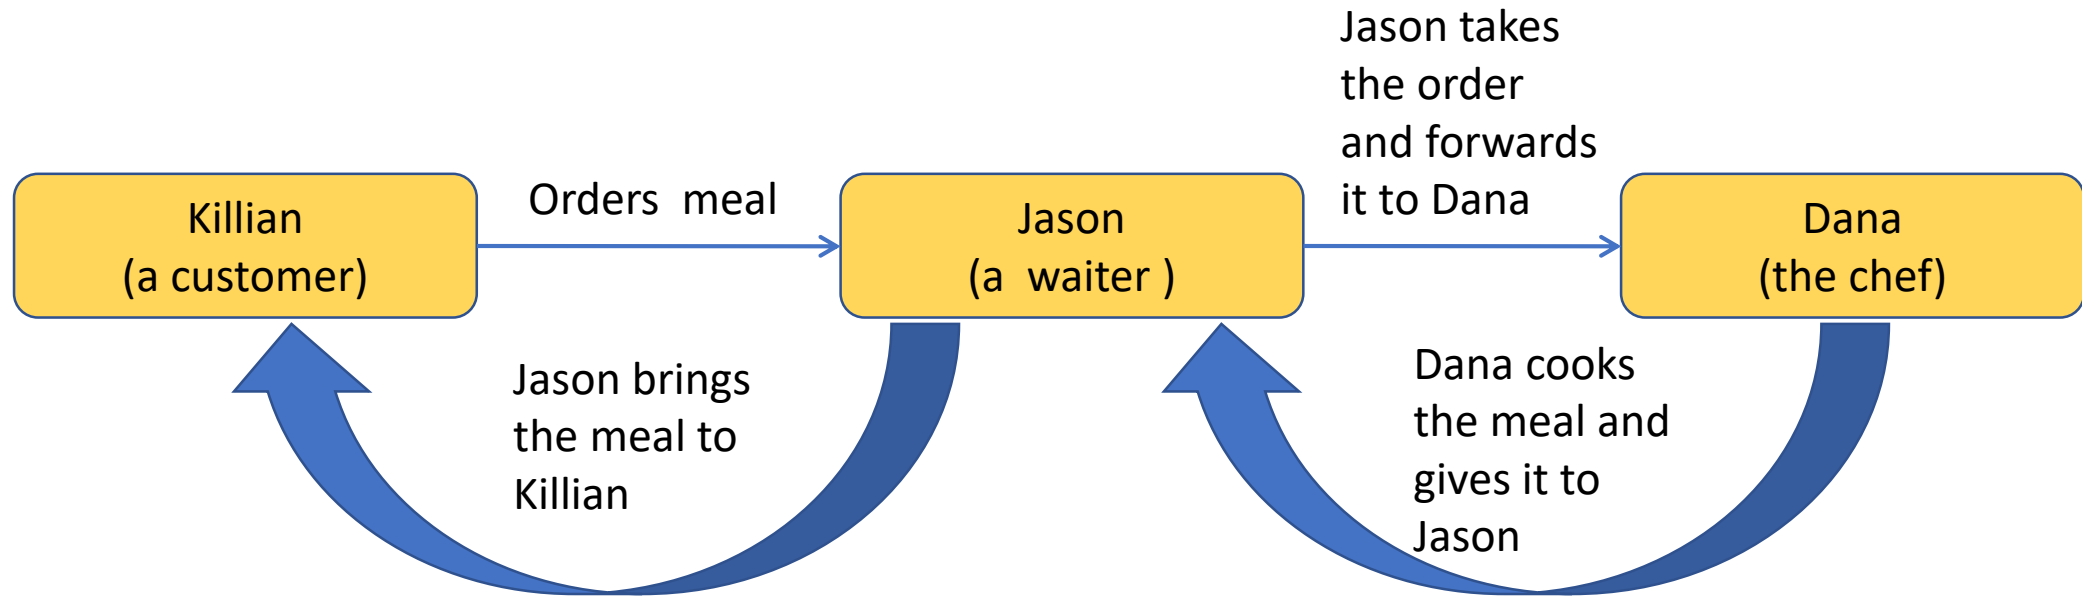 Jason takes
the order
and forwards
it to Dana
Killian
(a customer)
Orders  meal
Jason
(a  waiter )
Dana
(the chef)
Jason brings
the meal to
Killian
Dana cooks
the meal and
gives it to
Jason